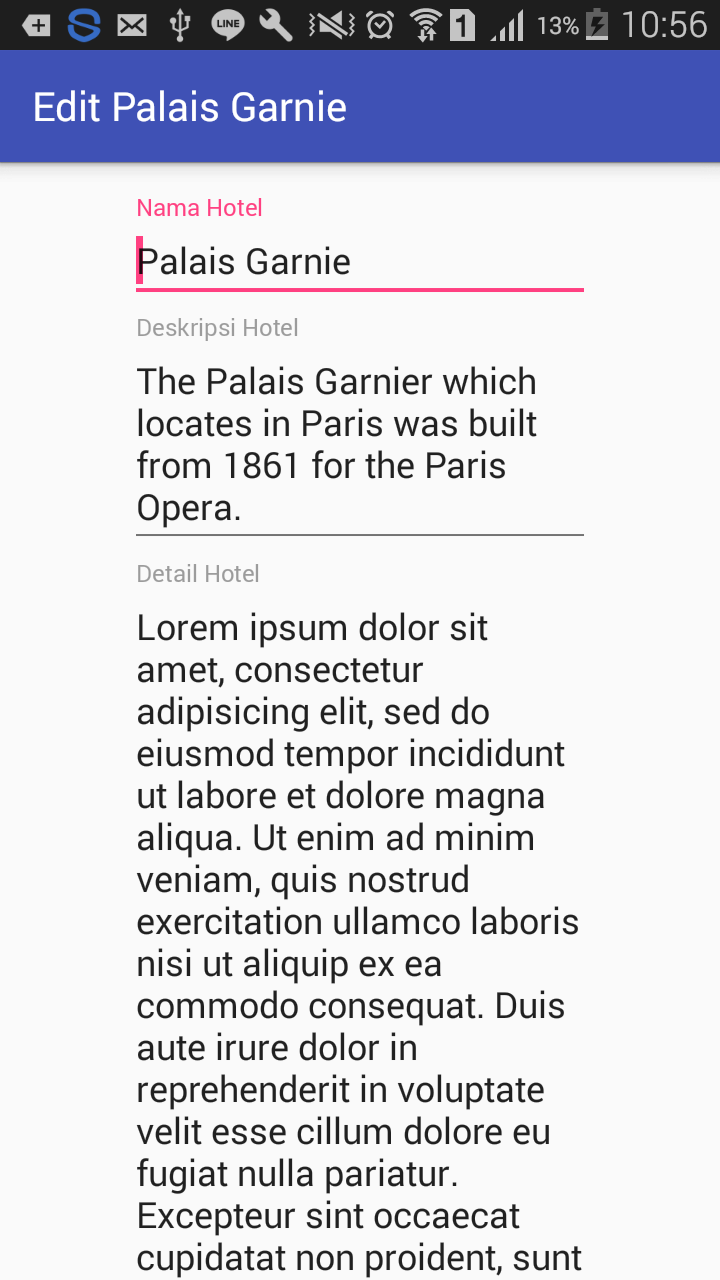 LINE
1
13%
10:56
Edit Palais Garnie
Nama Hotel
Palais Garnie
Deskripsi Hotel
The Palais Garnier which
locates in Paris was built
from 1861 for the Paris
Opera.
Detail Hotel
Lorem ipsum dolor sit
amet, consectetur
adipisicing elit, sed do
eiusmod tempor incididunt
ut labore et dolore magna
aliqua. Ut enim ad minim
veniam, quis nostrud
exercitation ullamco laboris
nisi ut aliquip ex ea
commodo consequat. Duis
aute irure dolor in
reprehenderit in voluptate
velit esse cillum dolore eu
fugiat nulla pariatur.
Excepteur sint occaecat
cupidatat non proident, sunt